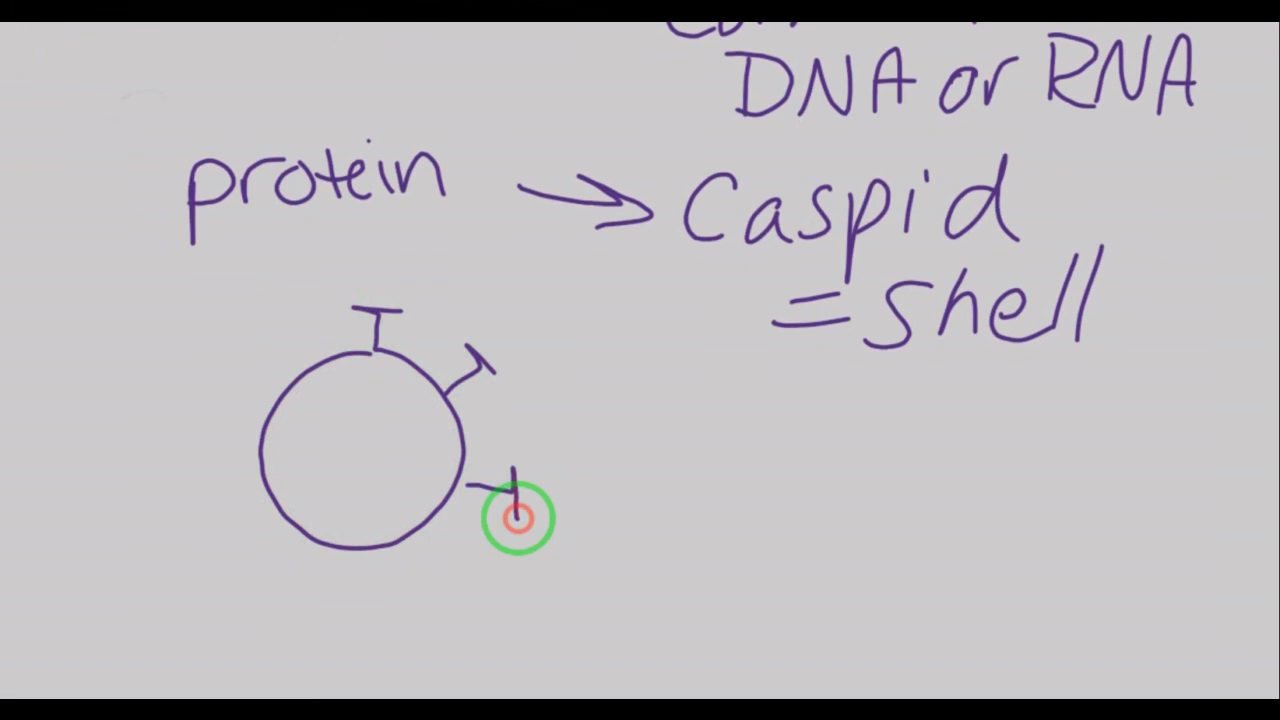 DNA or RNA
protein → Caspid
= shell